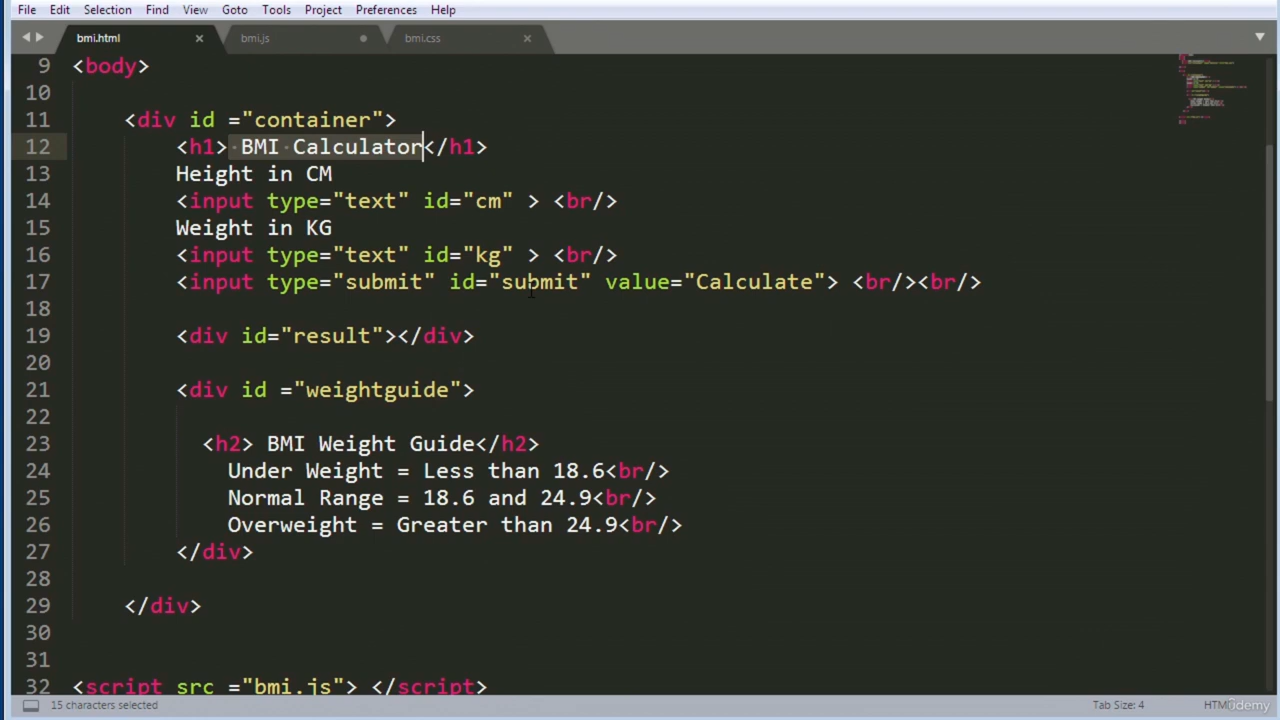 File Edit Selection Find View Goto Tools Project Preferences Help
bmi.html × bmi.js bmi.css ×
9 <body>
10
11 <div id ="container">
12 <h1> BMI Calculator</h1>
13 Height in CM
14 <input type="text" id="cm" > <br/>
15 Weight in KG
16 <input type="text" id="kg" > <br/>
17 <input type="submit" id="submit" value="Calculate"> <br/><br/>
18
19 <div id="result"></div>
20
21 <div id ="weightguide">
22
23 <h2> BMI Weight Guide</h2>
24 Under Weight = Less than 18.6<br/>
25 Normal Range = 18.6 and 24.9<br/>
26 Overweight = Greater than 24.9<br/>
27 </div>
28
29 </div>
30
31
32 <script src ="bmi.js"> </script>
15 characters selected Tab Size: 4 HTML Udemy